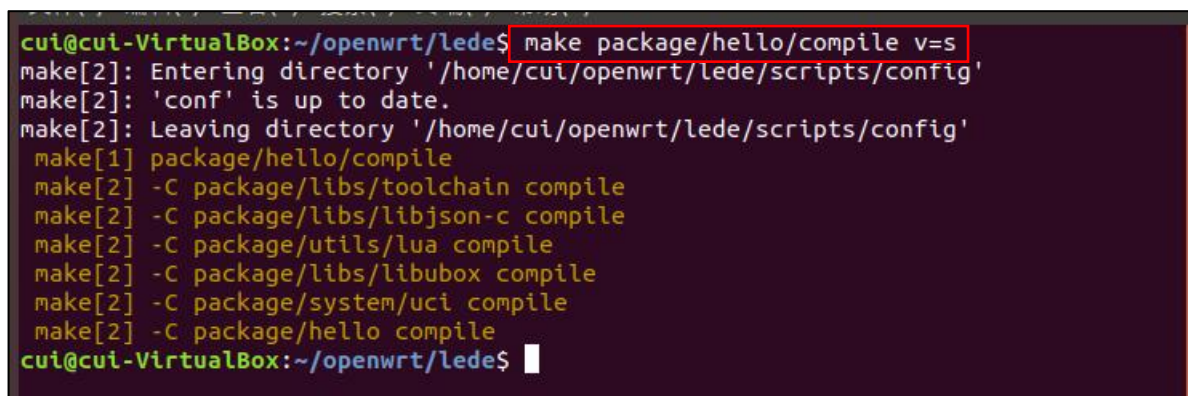 cui@cui-VirtualBox:~/openwrt/lede$ make package/hello/compile v=s
make[2]: Entering directory '/home/cui/openwrt/lede/scripts/config'
make[2]: 'conf' is up to date.
make[2]: Leaving directory '/home/cui/openwrt/lede/scripts/config'
 make[1] package/hello/compile
 make[2] -C package/libs/toolchain compile
 make[2] -C package/libs/libjson-c compile
 make[2] -C package/utils/lua compile
 make[2] -C package/libs/libubox compile
 make[2] -C package/system/uci compile
 make[2] -C package/hello compile
cui@cui-VirtualBox:~/openwrt/lede$